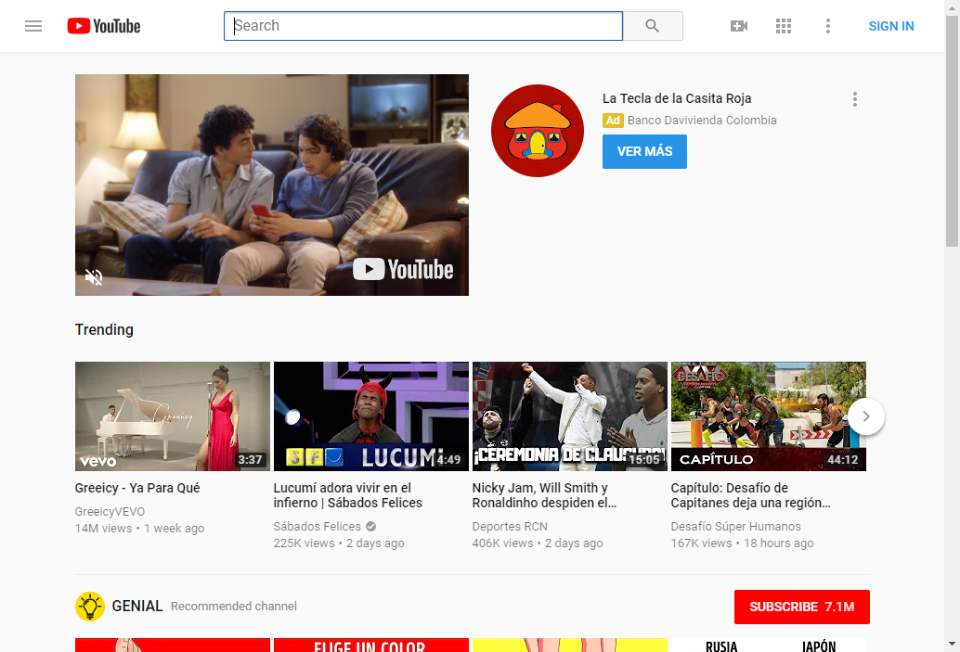 YouTube
Search
SIGN IN
YouTube
La Tecla de la Casita Roja
Ad Banco Davivienda Colombia
VER MÁS
Trending
Greeicy
vevo
3:37
SFS LUCUMÍ
4:49
¡CEREMONIA DE CLAUSURA!
15:05
DESAFÍO
CAPÍTULO
44:12
Greeicy - Ya Para Qué
GreeicyVEVO
14M views • 1 week ago
Lucumí adora vivir en el
infierno | Sábados Felices
Sábados Felices
225K views • 2 days ago
Nicky Jam, Will Smith y
Ronaldinho despiden el...
Deportes RCN
406K views • 2 days ago
Capítulo: Desafío de
Capitanes deja una región...
Desafío Súper Humanos
167K views • 18 hours ago
GENIAL Recommended channel
SUBSCRIBE 7.1M
ELIGE UN COLOR
RUSIA JAPÓN